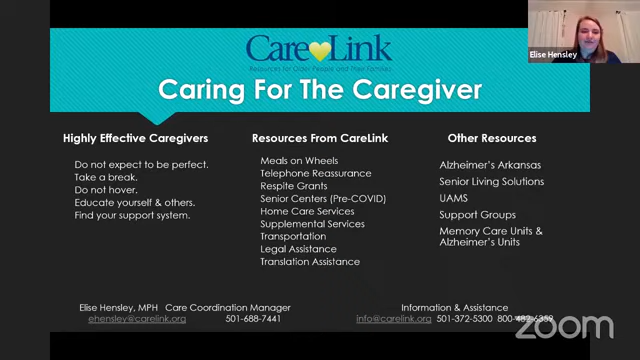 CareLink
Resources for Older People and Their Families
Caring For The Caregiver
Elise Hensley
Highly Effective Caregivers
Do not expect to be perfect.
Take a break.
Do not hover.
Educate yourself & others.
Find your support system.
Resources From CareLink
Meals on Wheels
Telephone Reassurance
Respite Grants
Senior Centers (Pre-COVID)
Home Care Services
Supplemental Services
Transportation
Legal Assistance
Translation Assistance
Other Resources
Alzheimer's Arkansas
Senior Living Solutions
UAMS
Support Groups
Memory Care Units &
Alzheimer's Units
Elise Hensley, MPH Care Coordination Manager
ehensley@carelink.org 501-688-7441
Information & Assistance
info@carelink.org 501-372-5300 800-482-6359
zoom